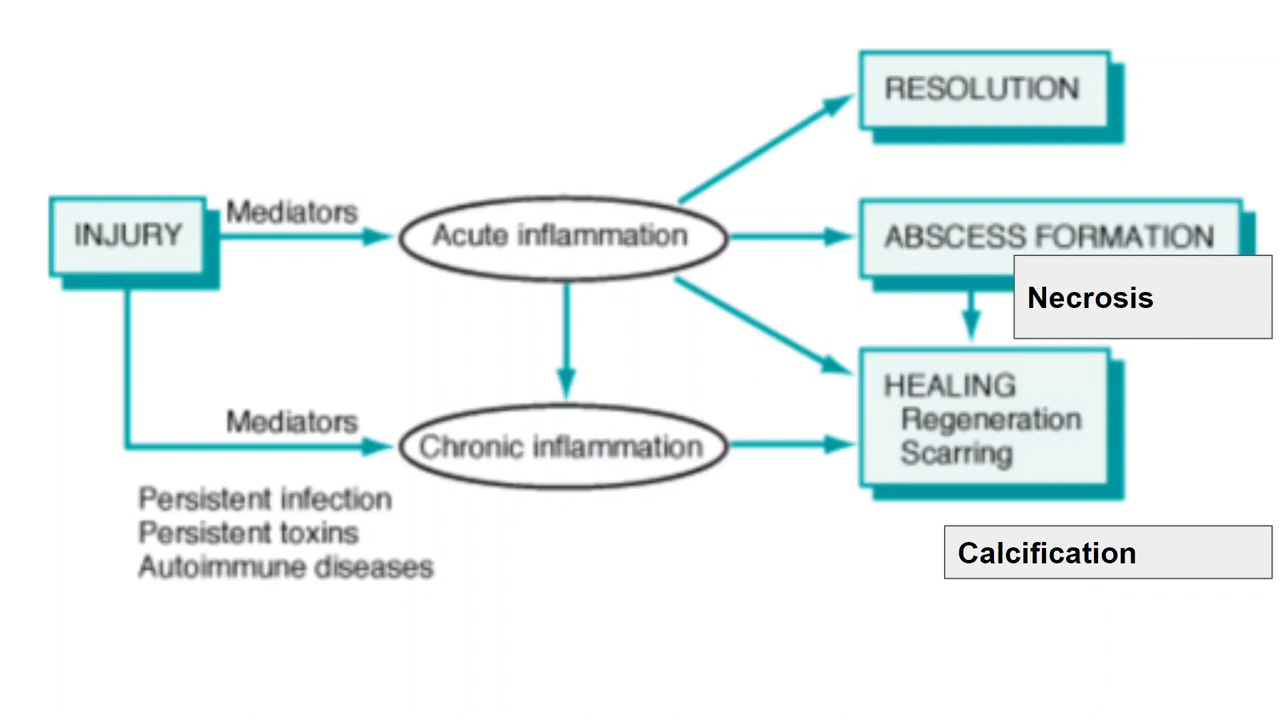 RESOLUTION
INJURY
Mediators
Acute inflammation
ABSCESS FORMATION
Necrosis
HEALING
Regeneration
Scarring
Mediators
Chronic inflammation
Persistent infection
Persistent toxins
Autoimmune diseases
Calcification